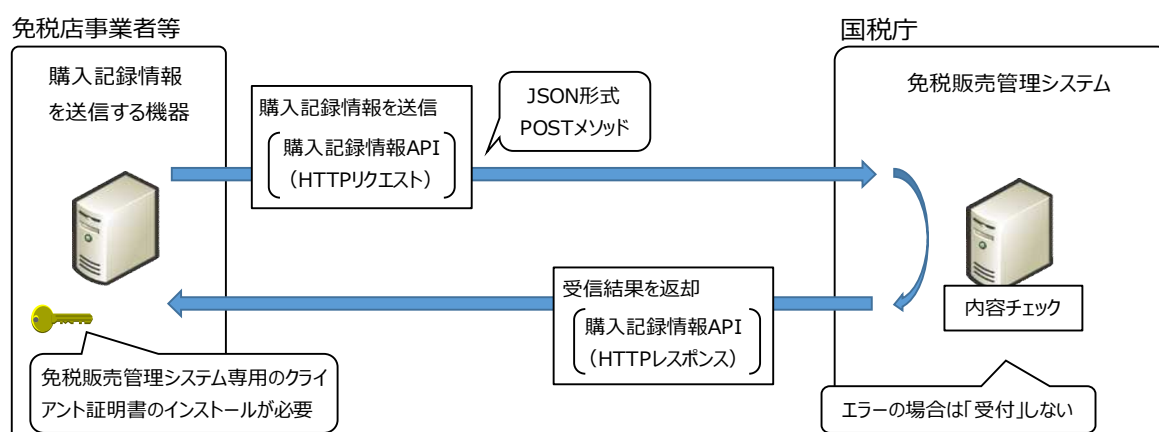 免税店事業者等
購入記録情報
を送信する機器
購入記録情報を送信
購入記録情報API
（HTTPリクエスト）
JSON形式
POSTメソッド
国税庁
免税販売管理システム
内容チェック
受信結果を返却
購入記録情報API
（HTTPレスポンス）
免税販売管理システム専用のクライ
アント証明書のインストールが必要
エラーの場合は「受付」しない